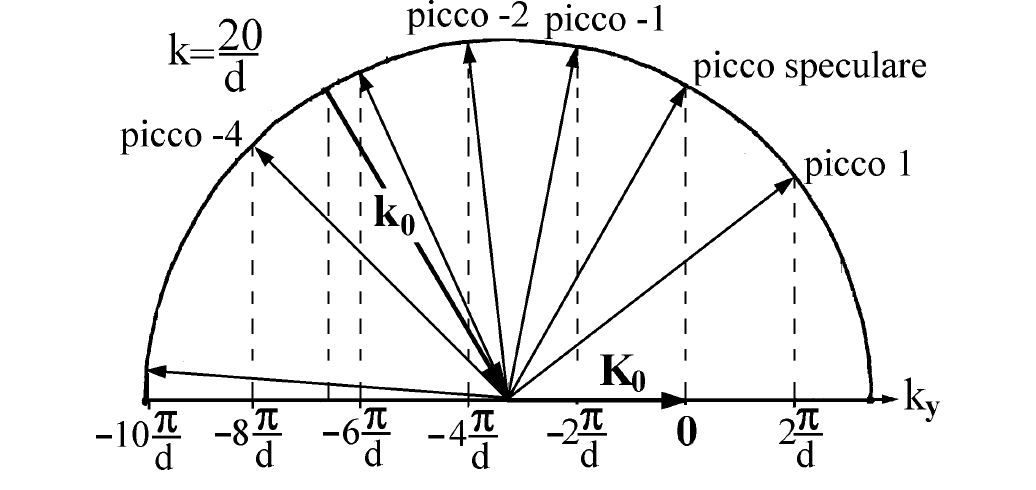 picco -2 picco -1
k=20/d
picco speculare
picco -4
picco 1
k₀
K₀
k_y
-10π/d -8π/d -6π/d -4π/d -2π/d 0 2π/d